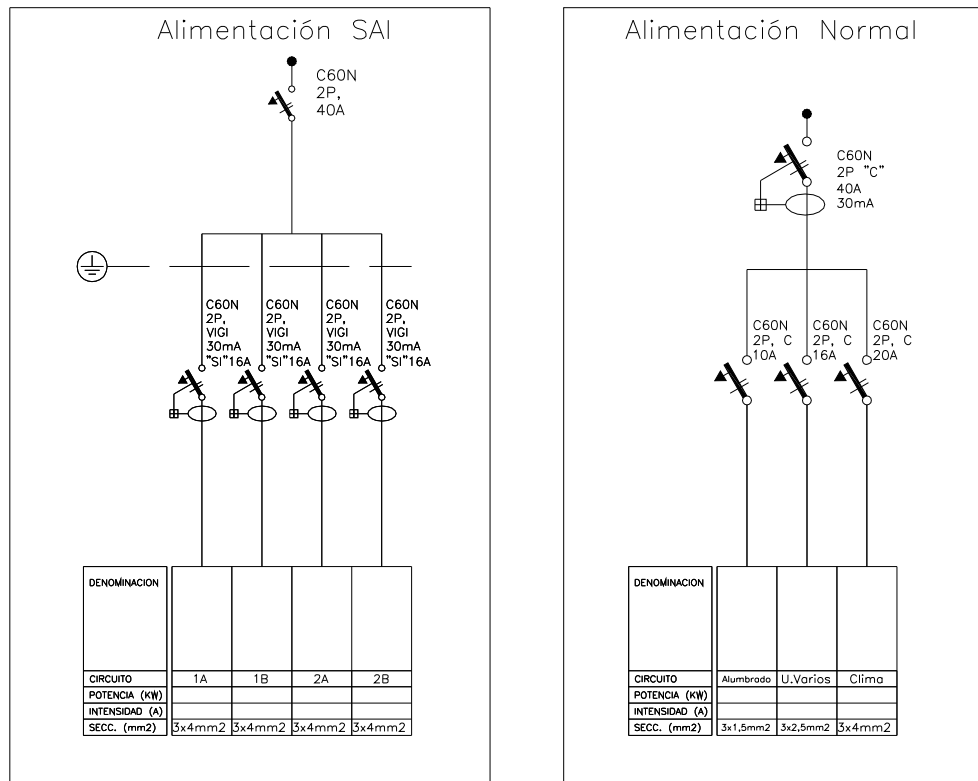 Alimentación SAI
C60N
2P,
40A
C60N
2P,
VIGI
30mA
"SI"16A
C60N
2P,
VIGI
30mA
"SI"16A
C60N
2P,
VIGI
30mA
"SI"16A
C60N
2P,
VIGI
30mA
"SI"16A
DENOMINACION
CIRCUITO 1A 1B 2A 2B
POTENCIA (KW)
INTENSIDAD (A)
SECC. (mm2) 3x4mm2 3x4mm2 3x4mm2 3x4mm2
Alimentación Normal
C60N
2P "C"
40A
30mA
C60N
2P, C
10A
C60N
2P, C
16A
C60N
2P, C
20A
DENOMINACION
CIRCUITO Alumbrado U.Varios Clima
POTENCIA (KW)
INTENSIDAD (A)
SECC. (mm2) 3x1,5mm2 3x2,5mm2 3x4mm2